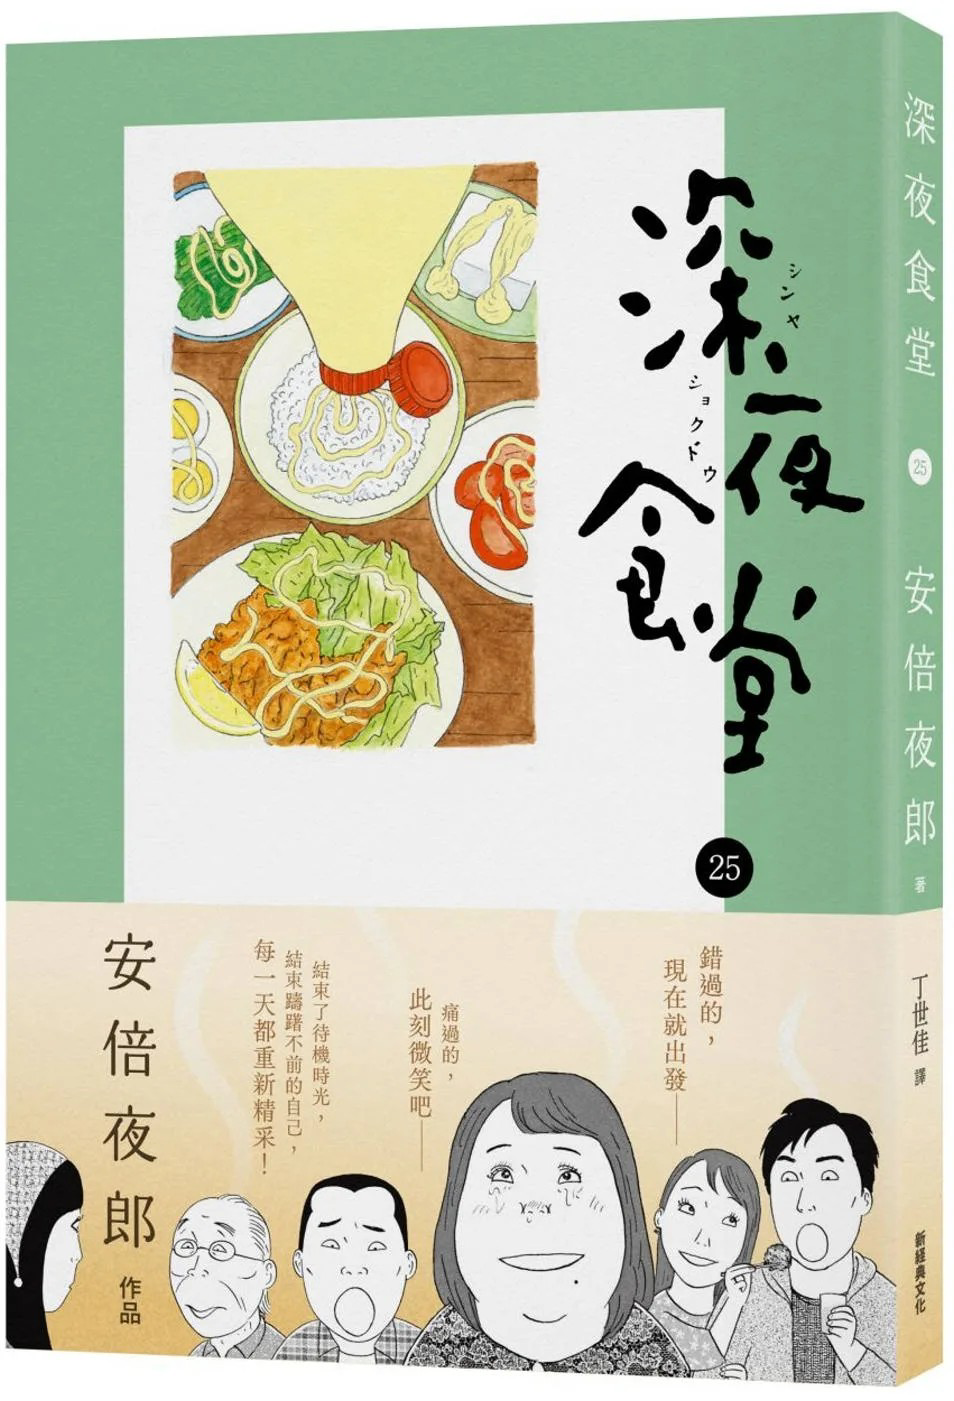 深夜食堂
シンヤ
ショクドウ
25
錯過的，
現在就出發——
痛過的，
此刻微笑吧——
結束了待機時光，
結束躊躇不前的自己，
每一天都重新精采！
安倍夜郎
作品
深夜食堂
25
安倍夜郎
著
丁世佳
譯
新經典文化